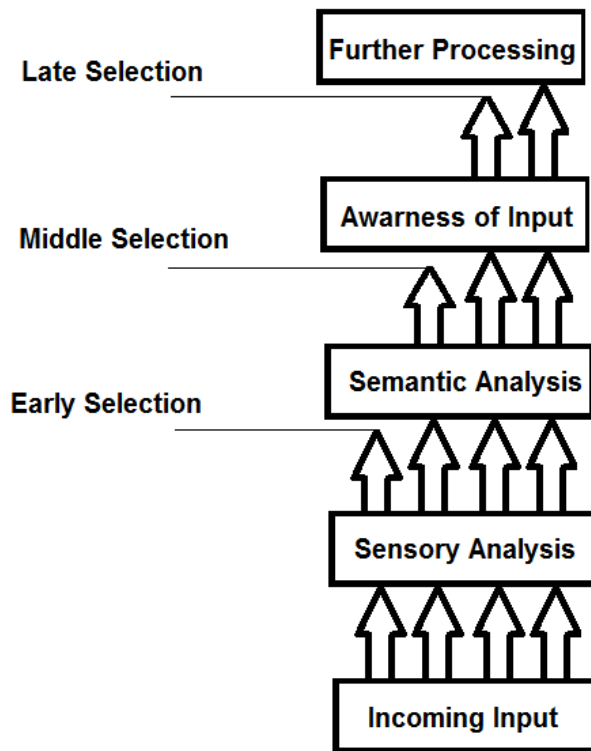 Further Processing
Late Selection
Awarness of Input
Middle Selection
Semantic Analysis
Early Selection
Sensory Analysis
Incoming Input